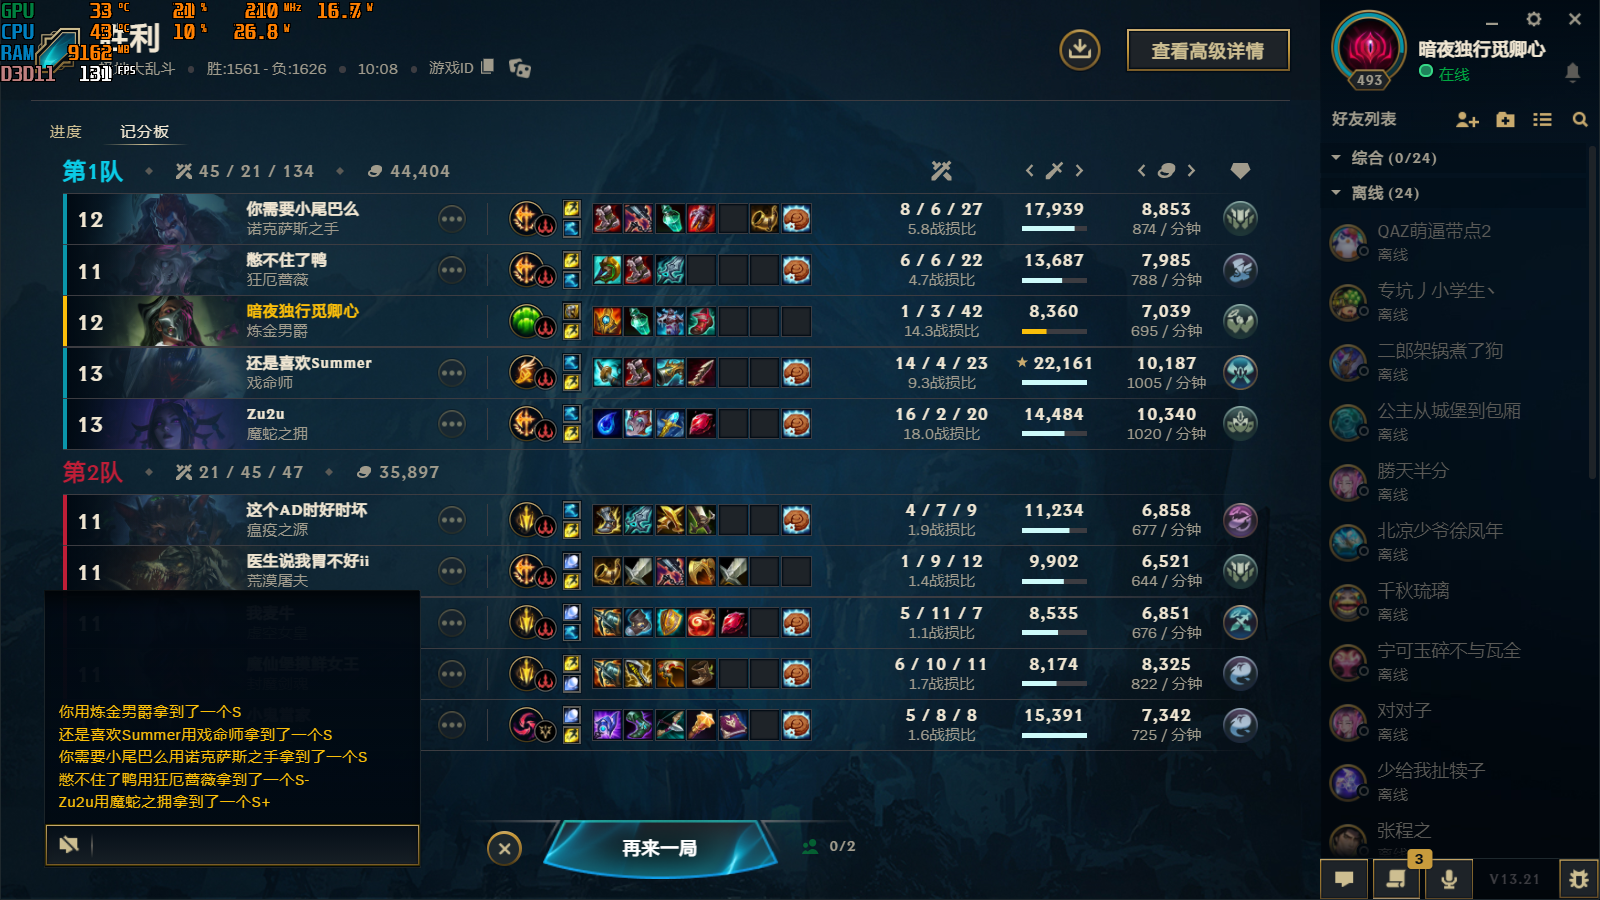 GPU 33 °C 21 % 210 MHz 16.7 W
CPU 43 °C 10 % 26.8 W
RAM 9162 MB
D3D11 131 FPS
胜利
大乱斗 胜:1561 - 负:1626 10:08 游戏ID
查看高级详情
进度 记分板
第1队 45 / 21 / 134 44,404
12 你需要小尾巴么 8 / 6 / 27 17,939 8,853
诺克萨斯之手 5.8战损比 874 / 分钟
11 憋不住了鸭 6 / 6 / 22 13,687 7,985
狂厄蔷薇 4.7战损比 788 / 分钟
12 暗夜独行觅卿心 1 / 3 / 42 8,360 7,039
炼金男爵 14.3战损比 695 / 分钟
13 还是喜欢Summer 14 / 4 / 23 22,161 10,187
戏命师 9.3战损比 1005 / 分钟
13 Zu2u 16 / 2 / 20 14,484 10,340
魔蛇之拥 18.0战损比 1020 / 分钟
第2队 21 / 45 / 47 35,897
11 这个AD时好时坏 4 / 7 / 9 11,234 6,858
瘟疫之源 1.9战损比 677 / 分钟
11 医生说我胃不好ii 1 / 9 / 12 9,902 6,521
荒漠屠夫 1.4战损比 644 / 分钟
11 5 / 11 / 7 8,535 6,851
1.1战损比 676 / 分钟
11 6 / 10 / 11 8,174 8,325
1.7战损比 822 / 分钟
5 / 8 / 8 15,391 7,342
1.6战损比 725 / 分钟
你用炼金男爵拿到了一个S
还是喜欢Summer用戏命师拿到了一个S
你需要小尾巴么用诺克萨斯之手拿到了一个S
憋不住了鸭用狂厄蔷薇拿到了一个S-
Zu2u用魔蛇之拥拿到了一个S+
再来一局
0/2
493
暗夜独行觅卿心
在线
好友列表
综合 (0/24)
离线 (24)
QAZ萌逼带点2
离线
专坑丿小学生丶
离线
二郎架锅煮了狗
离线
公主从城堡到包厢
离线
勝天半分
离线
北凉少爷徐凤年
离线
千秋琉璃
离线
宁可玉碎不与瓦全
离线
对对子
离线
少给我扯犊子
离线
张程之
3
V13.21